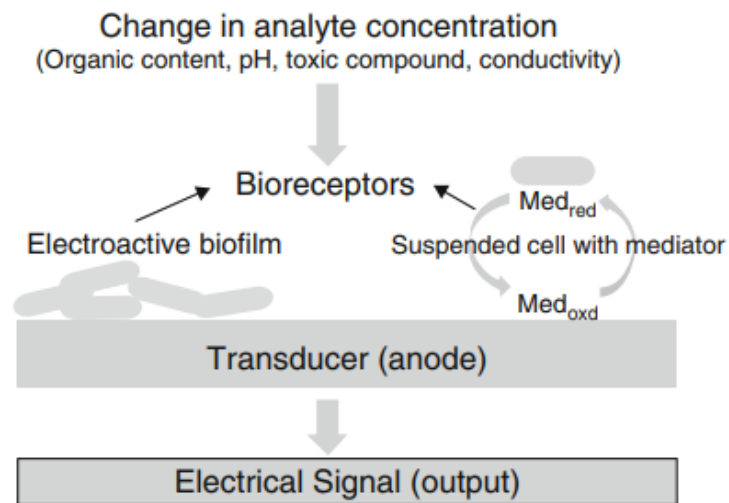 Change in analyte concentration
(Organic content, pH, toxic compound, conductivity)
Bioreceptors
Med_red
Electroactive biofilm
Suspended cell with mediator
Med_oxd
Transducer (anode)
Electrical Signal (output)